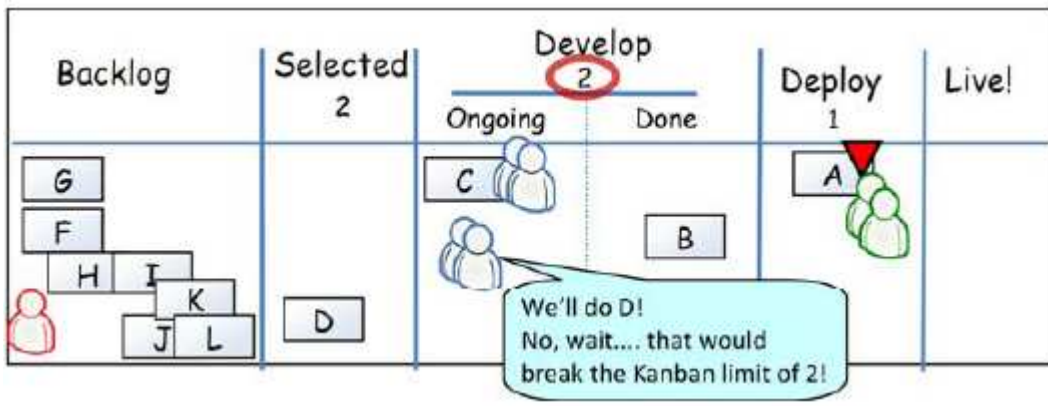 Backlog
Selected
2
Develop
2
Ongoing
Done
Deploy
1
Live!
G
F
H I
K
J L
D
C
B
A
We'll do D!
No, wait.... that would
break the Kanban limit of 2!